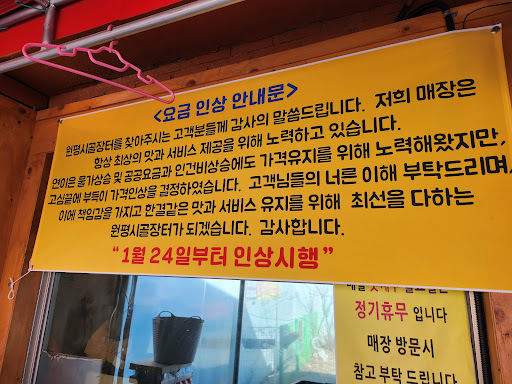 <요금 인상 안내문>
원평시골장터를 찾아주시는 고객분들께 감사의 말씀드립니다. 저희 매장은
항상 최상의 맛과 서비스 제공을 위해 노력하고 있습니다.
연이은 물가상승 및 공공요금과 인건비상승에도 가격유지를 위해 노력해왔지만,
고심끝에 부득이 가격인상을 결정하였습니다. 고객님들의 너른 이해 부탁드리며,
이에 책임감을 가지고 한결같은 맛과 서비스 유지를 위해 최선을 다하는
원평시골장터가 되겠습니다. 감사합니다.
“1월 24일부터 인상시행”
정기휴무 입니다
매장 방문시
참고 부탁 드립니다